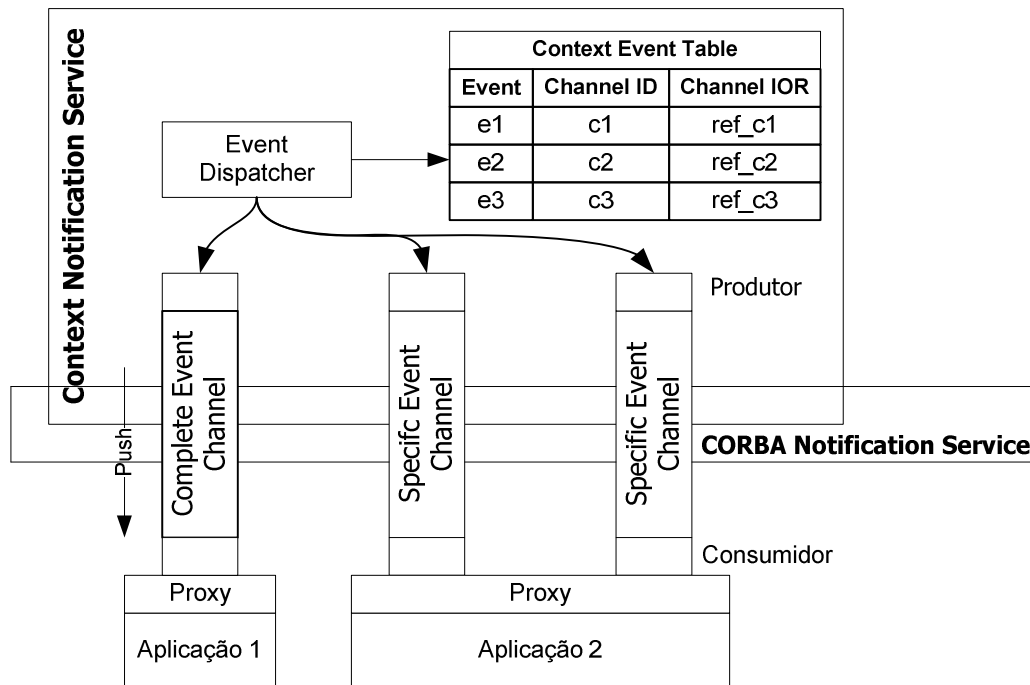 Context Notification Service
Context Event Table
Event Channel ID Channel IOR
e1 c1 ref_c1
e2 c2 ref_c2
e3 c3 ref_c3
Event
Dispatcher
Produtor
Push
Complete Event
Channel
Specifc Event
Channel
Specific Event
Channel
CORBA Notification Service
Consumidor
Proxy
Proxy
Aplicação 1
Aplicação 2